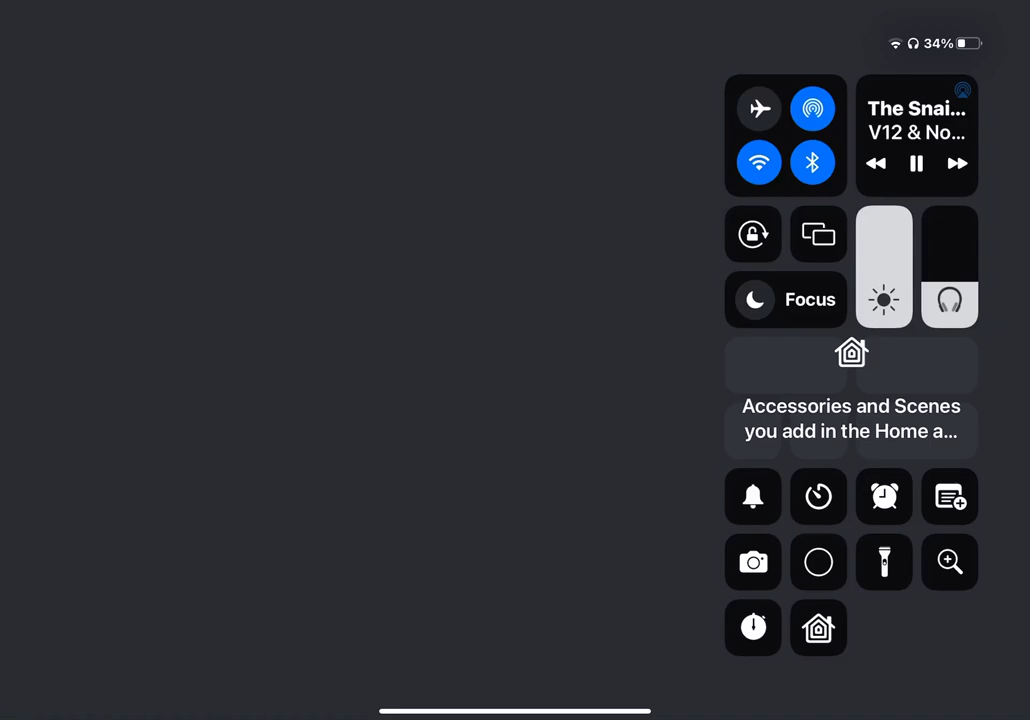 34%
The Snai...
V12 & No...
Focus
Accessories and Scenes
you add in the Home a...